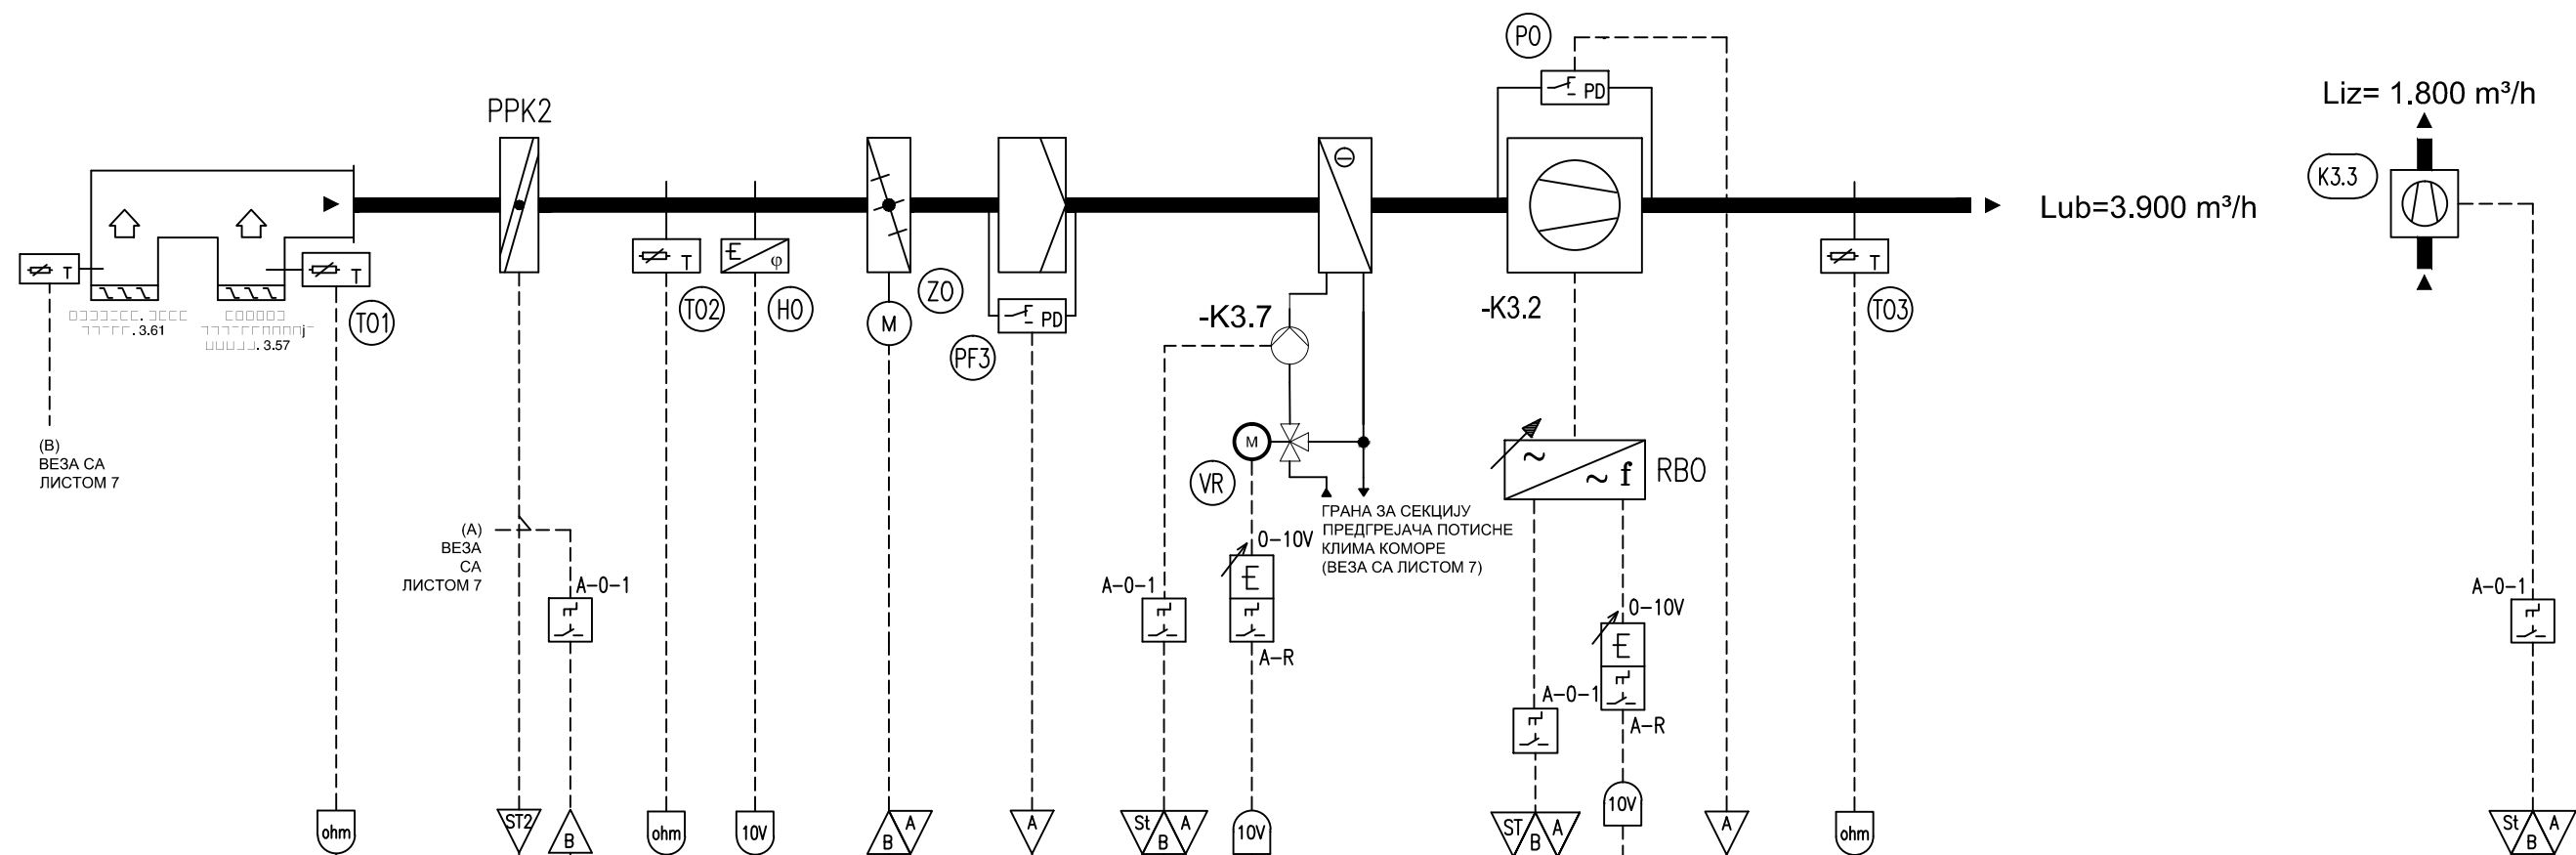 PO
PD
Liz= 1.800 m³/h
PPK2
K3.3
Lub=3.900 m³/h
T
T
TO1
T
TO2
E φ
HO
ZO
M
PD
PF3
-K3.7
-K3.2
T
TO3
. 3.61
j
. 3.57
(В)
ВЕЗА СА
ЛИСТОМ 7
M
VR
~ ~ f
RBO
ГРАНА ЗА СЕКЦИЈУ
ПРЕДГРЕЈАЧА ПОТИСНЕ
КЛИМА КОМОРЕ
(ВЕЗА СА ЛИСТОМ 7)
(А)
ВЕЗА
СА
ЛИСТОМ 7
A-0-1
A-0-1
0-10V
E
A-R
0-10V
E
A-0-1
A-R
A-0-1
ohm
ST2
B
ohm
10V
B A
A
St B A
10V
ST B A
10V
A
ohm
St B A